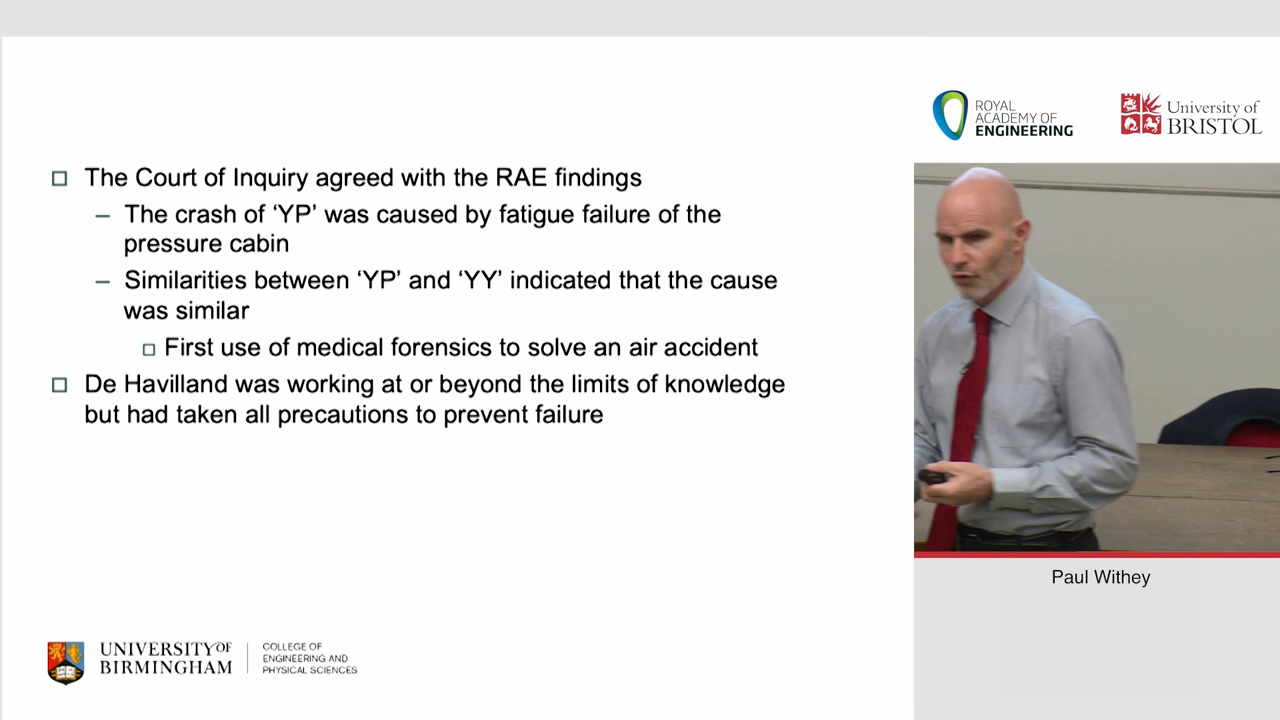 The Court of Inquiry agreed with the RAE findings
– The crash of ‘YP’ was caused by fatigue failure of the
pressure cabin
– Similarities between ‘YP’ and ‘YY’ indicated that the cause
was similar
First use of medical forensics to solve an air accident
De Havilland was working at or beyond the limits of knowledge
but had taken all precautions to prevent failure
UNIVERSITY OF
BIRMINGHAM
COLLEGE OF
ENGINEERING AND
PHYSICAL SCIENCES
ROYAL
ACADEMY OF
ENGINEERING
University of
BRISTOL
Paul Withey